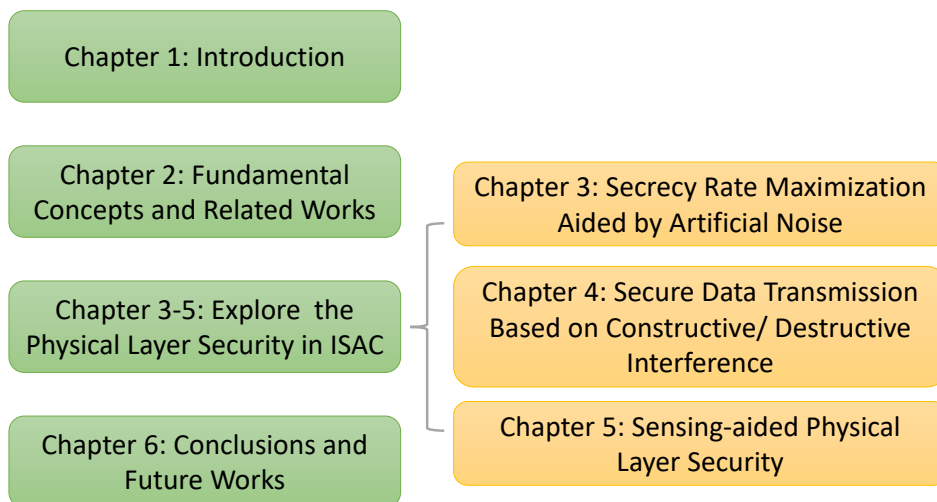 Chapter 1: Introduction
Chapter 2: Fundamental
Concepts and Related Works
Chapter 3-5: Explore the
Physical Layer Security in ISAC
Chapter 6: Conclusions and
Future Works
Chapter 3: Secrecy Rate Maximization
Aided by Artificial Noise
Chapter 4: Secure Data Transmission
Based on Constructive/ Destructive
Interference
Chapter 5: Sensing-aided Physical
Layer Security